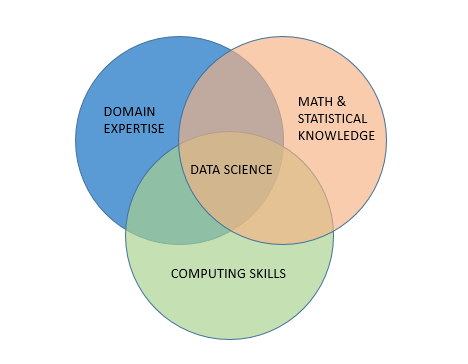 DOMAIN
EXPERTISE
MATH &
STATISTICAL
KNOWLEDGE
DATA SCIENCE
COMPUTING SKILLS